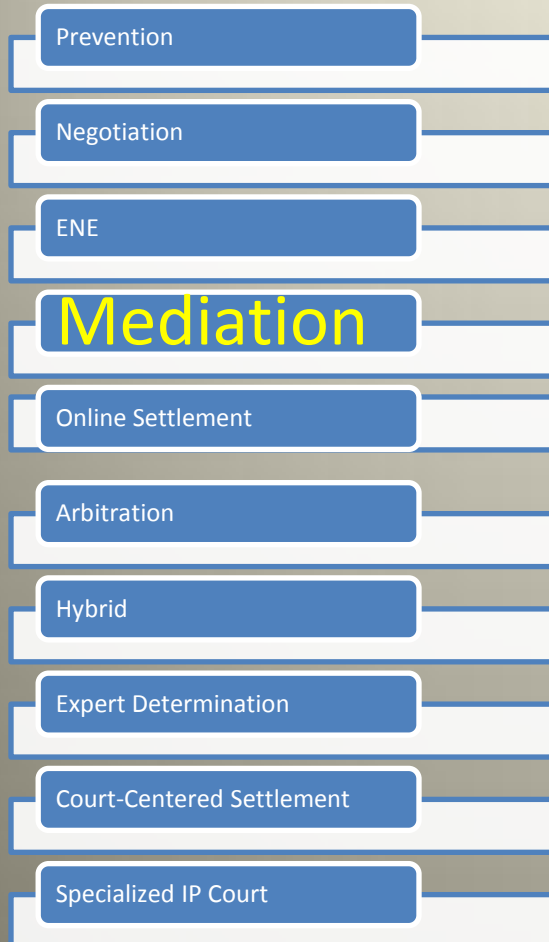 Prevention
Negotiation
ENE
Mediation
Online Settlement
Arbitration
Hybrid
Expert Determination
Court-Centered Settlement
Specialized IP Court